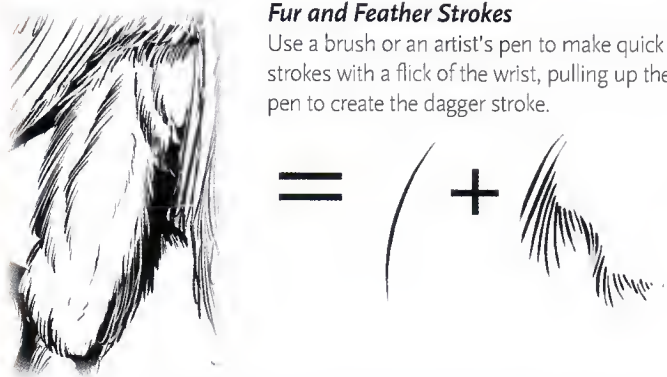 Fur and Feather Strokes
Use a brush or an artist's pen to make quick
strokes with a flick of the wrist, pulling up the
pen to create the dagger stroke.
= +